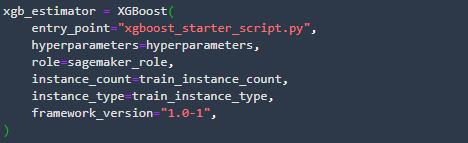 xgb_estimator = XGBoost(
    entry_point="xgboost_starter_script.py",
    hyperparameters=hyperparameters,
    role=sagemaker_role,
    instance_count=train_instance_count,
    instance_type=train_instance_type,
    framework_version="1.0-1",
)